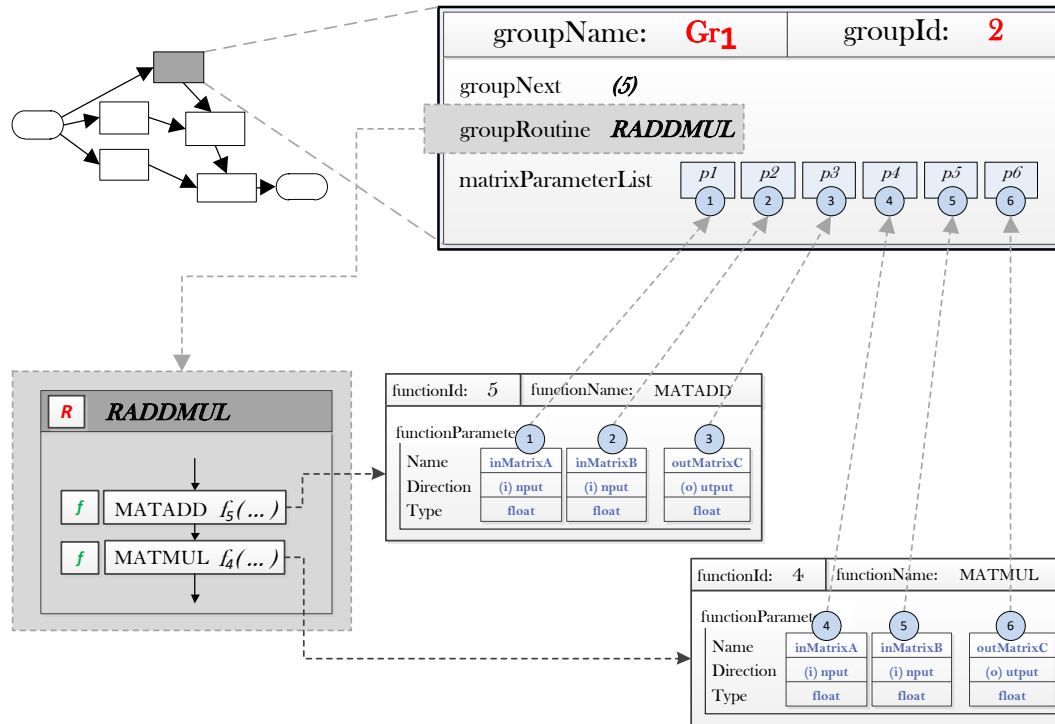 groupName: Gr1 groupId: 2
groupNext (5)
groupRoutine RADDMUL
matrixParameterList p1 p2 p3 p4 p5 p6
1 2 3 4 5 6
R RADDMUL
f MATADD f5(...)
f MATMUL f4(...)
functionId: 5 functionName: MATADD
functionParamete 1 2 3
Name inMatrixA inMatrixB outMatrixC
Direction (i) nput (i) nput (o) utput
Type float float float
functionId: 4 functionName: MATMUL
functionParamete 4 5 6
Name inMatrixA inMatrixB outMatrixC
Direction (i) nput (i) nput (o) utput
Type float float float